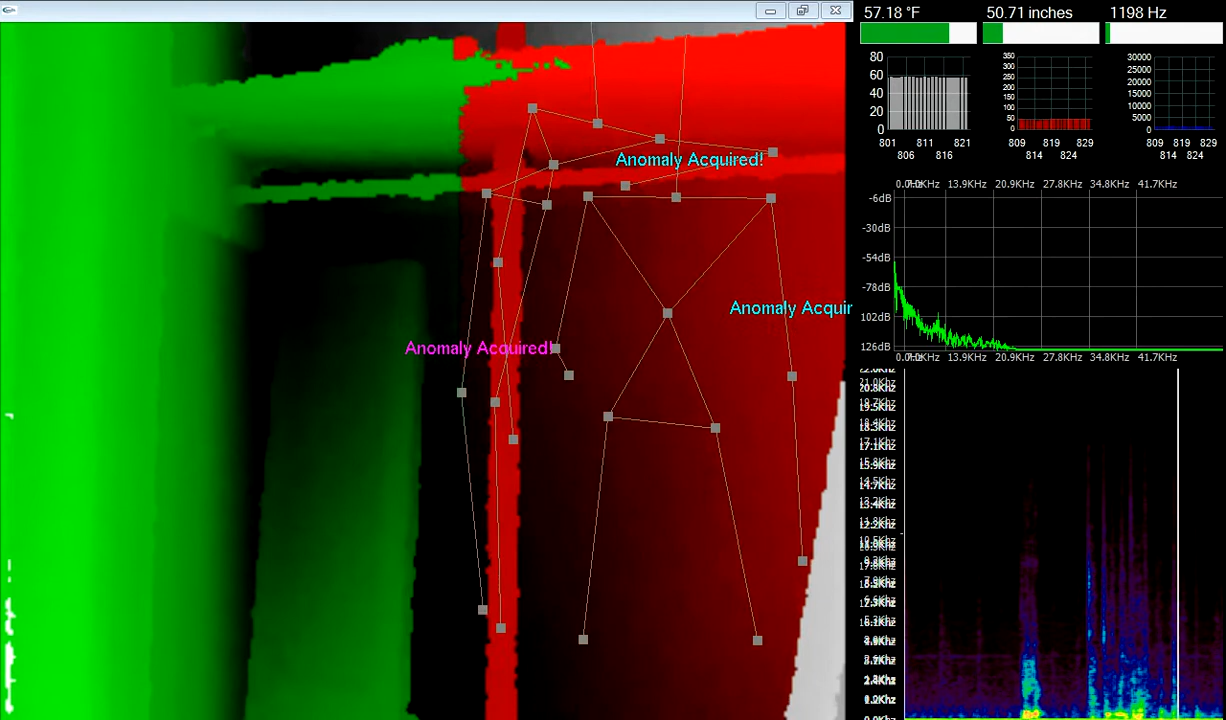 57.18 °F
50.71 inches
1198 Hz
80
60
40
20
0
801 811 821
806 816
350
300
250
200
150
100
50
0
809 819 829
814 824
30000
25000
20000
15000
10000
5000
0
809 819 829
814 824
Anomaly Acquired!
Anomaly Acquir
Anomaly Acquired!
13.9KHz 20.9KHz 27.8KHz 34.8KHz 41.7KHz
-6dB
-30dB
-54dB
-78dB
102dB
126dB
13.9KHz 20.9KHz 27.8KHz 34.8KHz 41.7KHz